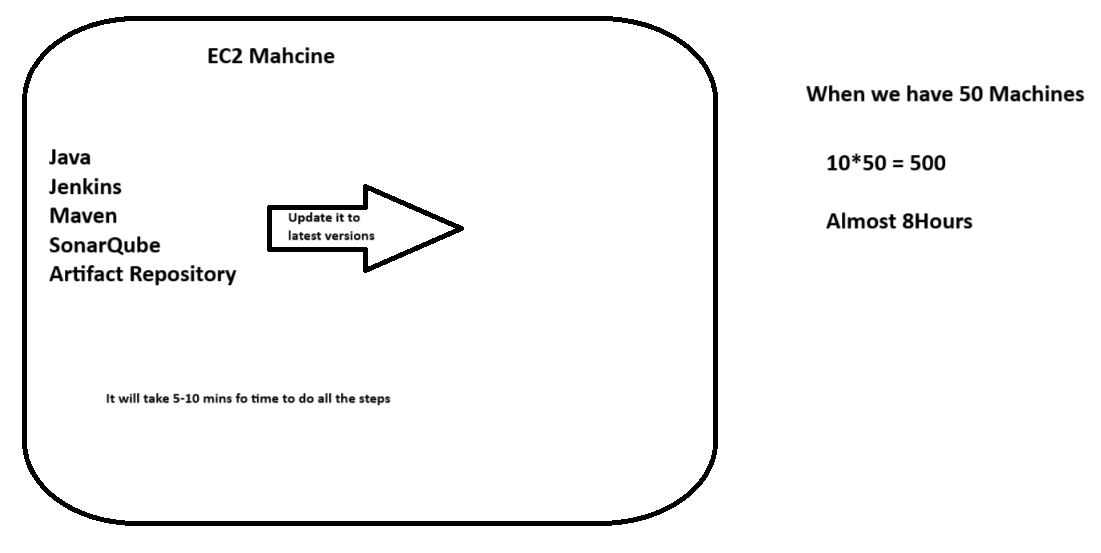 EC2 Mahcine
Java
Jenkins
Maven
SonarQube
Artifact Repository
Update it to
latest versions
It will take 5-10 mins fo time to do all the steps
When we have 50 Machines
10*50 = 500
Almost 8Hours